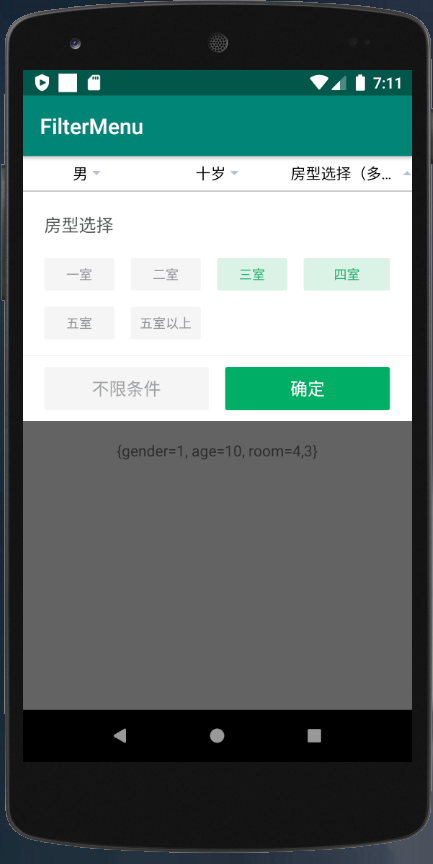 7:11
FilterMenu
男 十岁 房型选择（多...
房型选择
一室 二室 三室 四室
五室 五室以上
不限条件 确定
{gender=1, age=10, room=4,3}